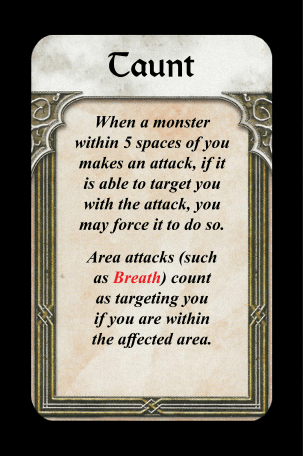 Taunt
When a monster
within 5 spaces of you
makes an attack, if it
is able to target you
with the attack, you
may force it to do so.
Area attacks (such
as Breath) count
as targeting you
if you are within
the affected area.